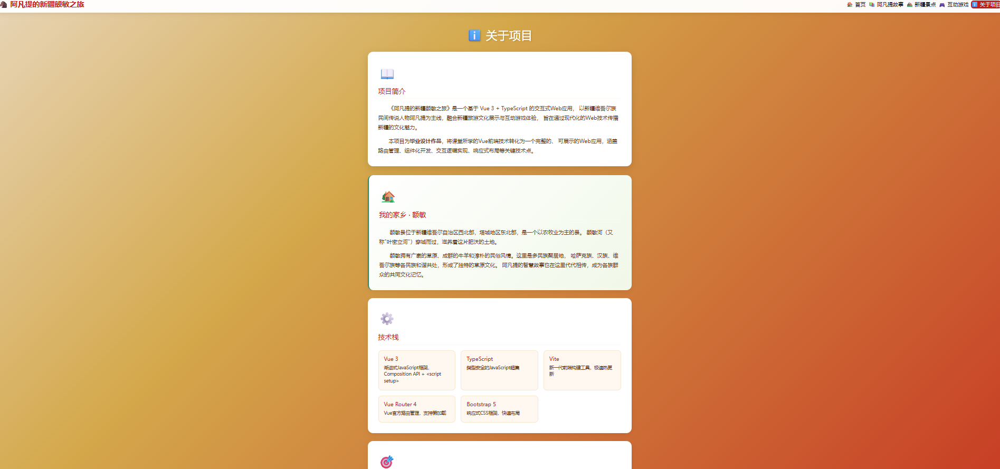 阿凡提的新疆额敏之旅
首页 阿凡提故事 新疆景点 互动游戏 关于项目
关于项目
项目简介
《阿凡提的新疆额敏之旅》是一个基于 Vue 3 + TypeScript 的交互式Web应用， 以新疆维吾尔族
民间传说人物阿凡提为主线，融合新疆旅游文化展示与互动游戏体验， 旨在通过现代化的Web技术传播
新疆的文化魅力。
本项目为毕业设计作品，将课堂所学的Vue前端技术转化为一个完整的、 可展示的Web应用，涵盖
路由管理、组件化开发、交互逻辑实现、响应式布局等关键技术点。
我的家乡 · 额敏
额敏县位于新疆维吾尔自治区西北部，塔城地区东北部，是一个以农牧业为主的县。 额敏河（又
称"叶密立河"）穿城而过，滋养着这片肥沃的土地。
额敏拥有广袤的草原、成群的牛羊和淳朴的民俗风情。这里是多民族聚居地， 哈萨克族、汉族、维
吾尔族等各民族和谐共处，形成了独特的草原文化。 阿凡提的智慧故事也在这里代代相传，成为各族群
众的共同文化记忆。
技术栈
Vue 3
渐进式JavaScript框架，
Composition API + <script
setup>
TypeScript
类型安全的JavaScript超集
Vite
新一代前端构建工具，极速热更
新
Vue Router 4
Vue官方路由管理，支持懒加载
Bootstrap 5
响应式CSS框架，快速布局